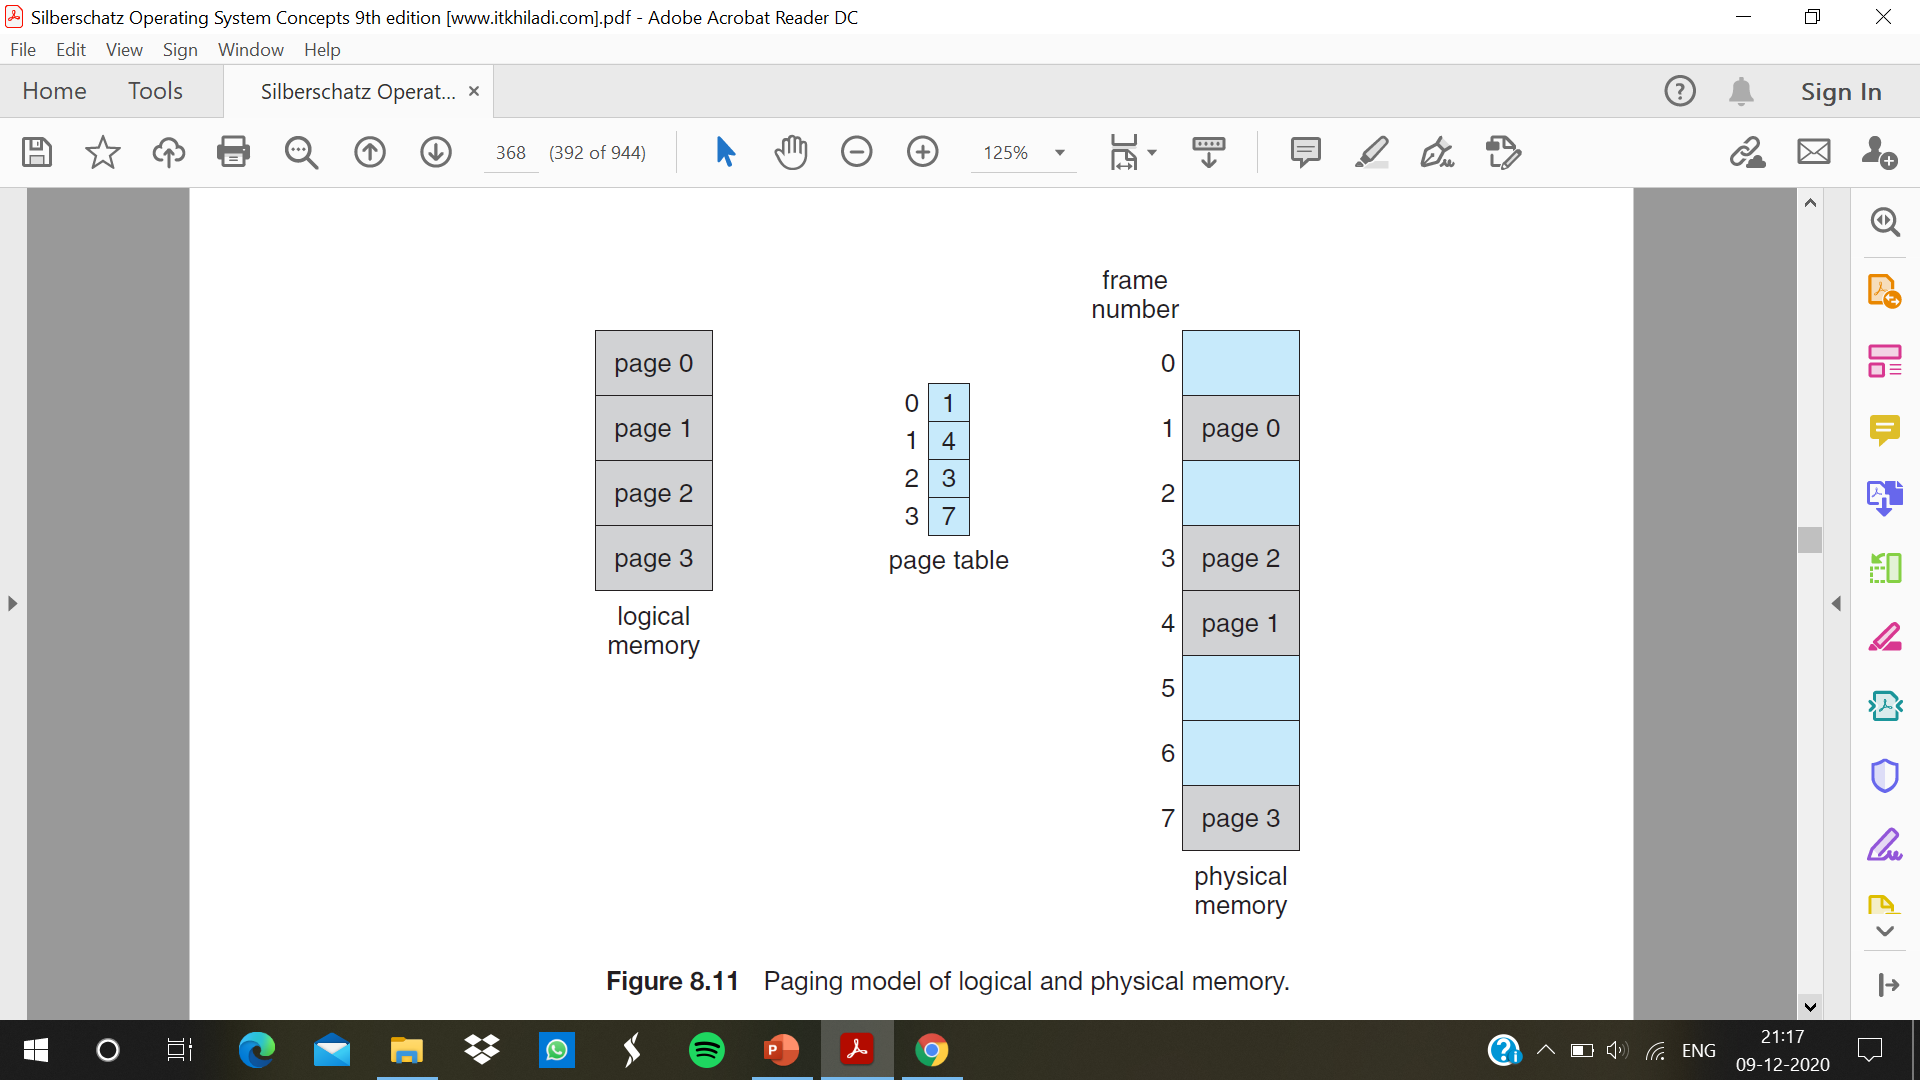 Silberschatz Operating System Concepts 9th edition [www.itkhiladi.com].pdf - Adobe Acrobat Reader DC
File Edit View Sign Window Help
Home Tools Silberschatz Operat... × Sign In
368 (392 of 944) 125%
frame
number
page 0
page 1
page 2
page 3
logical
memory
0 1
1 4
2 3
3 7
page table
0
1 page 0
2
3 page 2
4 page 1
5
6
7 page 3
physical
memory
Figure 8.11 Paging model of logical and physical memory.
ENG
21:17
09-12-2020